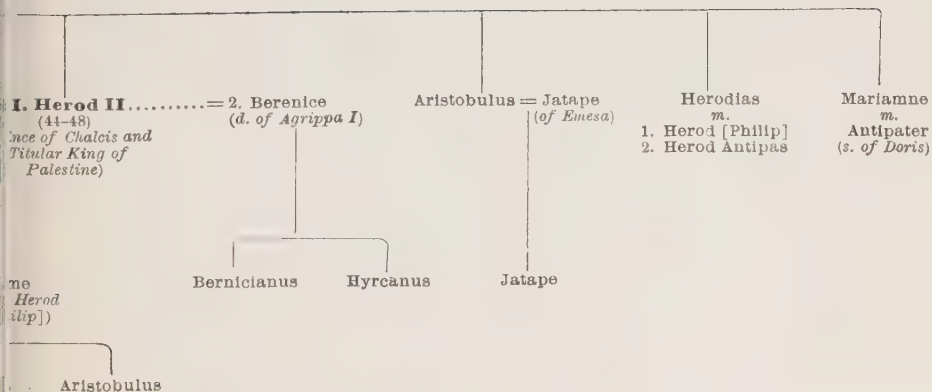 I. Herod II..........= 2. Berenice
(44-48) (d. of Agrippa I)
nce of Chalcis and
Titular King of
Palestine)
Aristobulus = Jatape
(of Emesa)
Herodias
m.
1. Herod [Philip]
2. Herod Antipas
Mariamne
m.
Antipater
(s. of Doris)
Bernicianus Hyrcanus Jatape
me
Herod
ilip])
Aristobulus